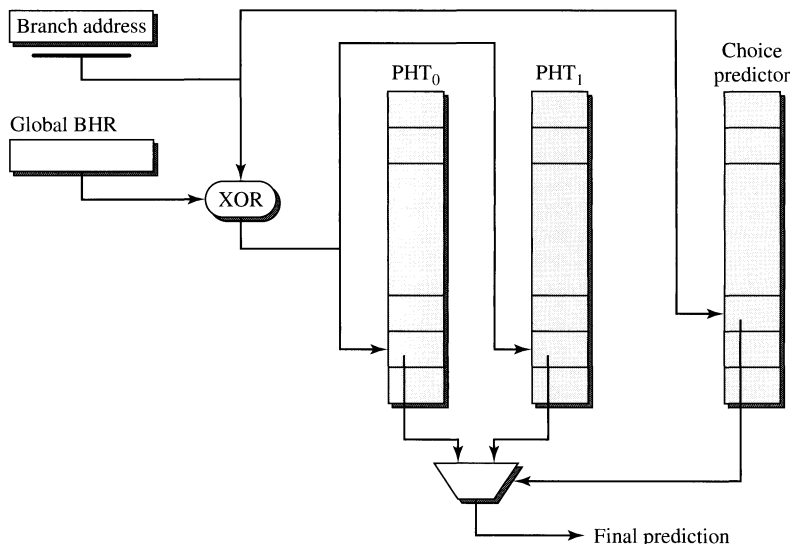 Branch address
Global BHR
XOR
PHT0
PHT1
Choice
predictor
Final prediction